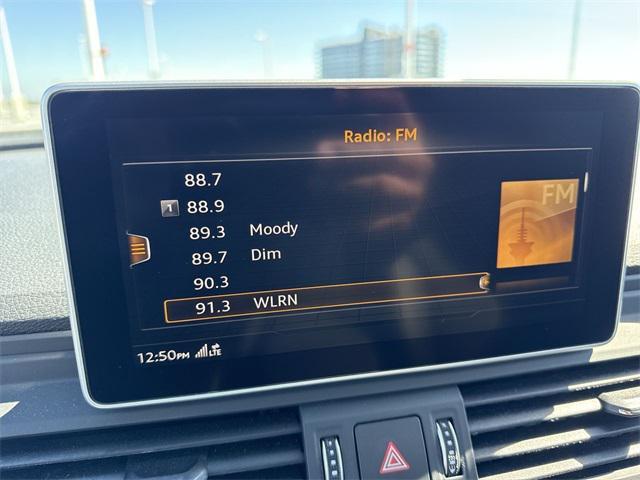 Radio: FM
88.7
1 88.9
89.3 Moody
89.7 Dim
90.3
91.3 WLRN
FM
12:50PM LTE